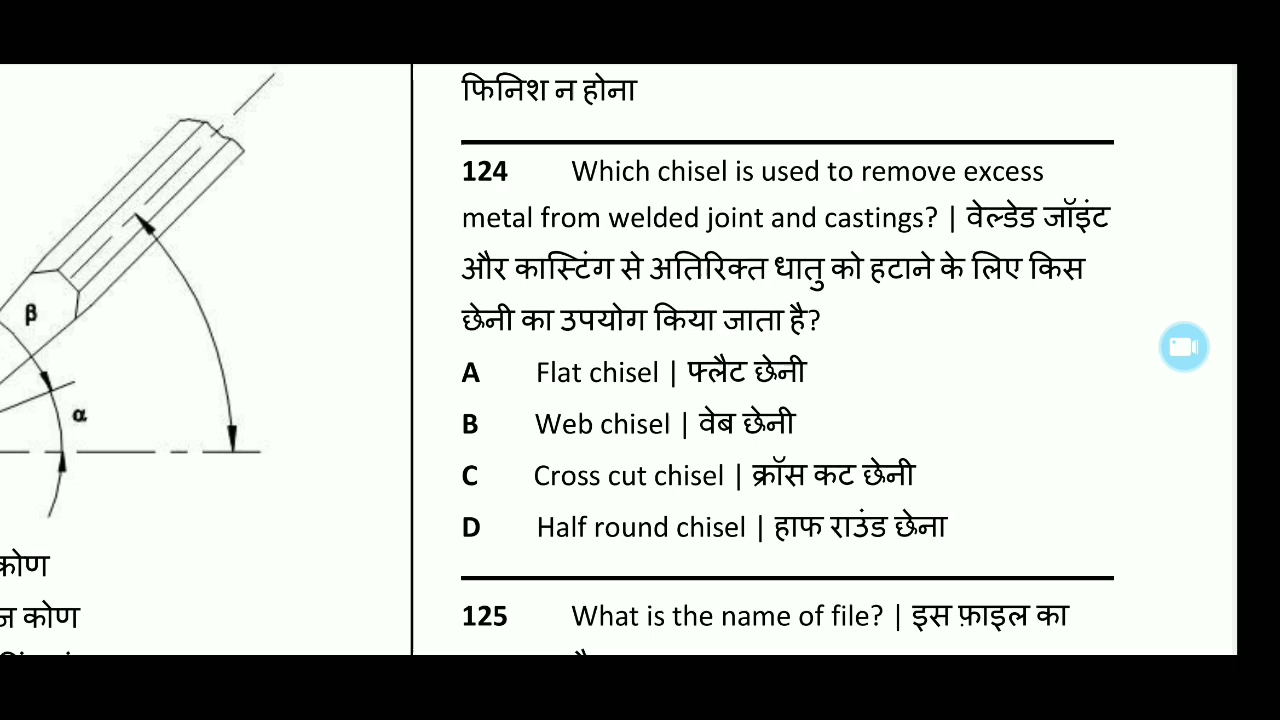 β
α
कोण
न कोण
फिनिश न होना
124 Which chisel is used to remove excess
metal from welded joint and castings? | वेल्डेड जॉइंट
और कास्टिंग से अतिरिक्त धातु को हटाने के लिए किस
छेनी का उपयोग किया जाता है?
A Flat chisel | फ्लैट छेनी
B Web chisel | वेब छेनी
C Cross cut chisel | क्रॉस कट छेनी
D Half round chisel | हाफ राउंड छेना
125 What is the name of file? | इस फ़ाइल का